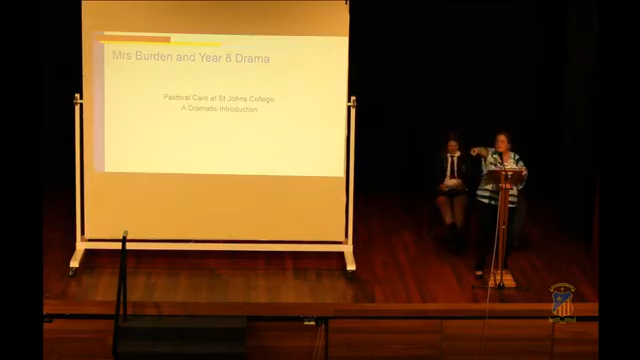 Mrs Burden and Year 8 Drama
Pastoral Care at St Johns College:
A Dramatic Introduction